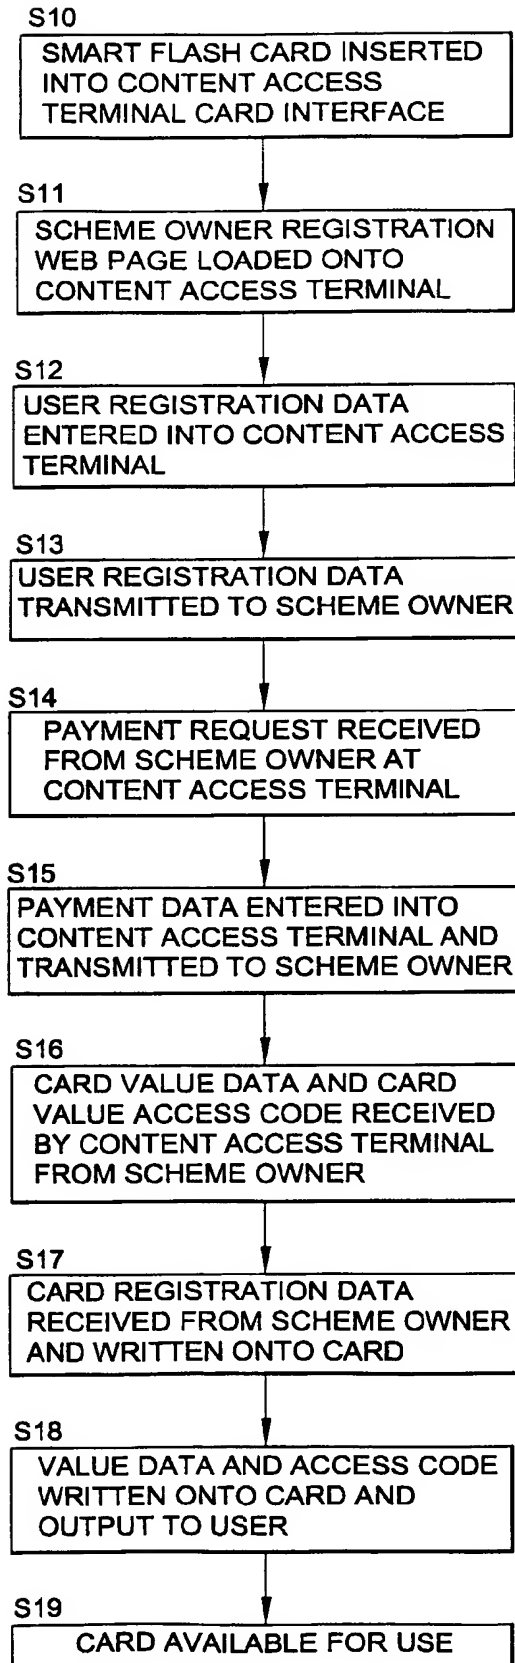 S10
SMART FLASH CARD INSERTED
INTO CONTENT ACCESS
TERMINAL CARD INTERFACE
S11
SCHEME OWNER REGISTRATION
WEB PAGE LOADED ONTO
CONTENT ACCESS TERMINAL
S12
USER REGISTRATION DATA
ENTERED INTO CONTENT ACCESS
TERMINAL
S13
USER REGISTRATION DATA
TRANSMITTED TO SCHEME OWNER
S14
PAYMENT REQUEST RECEIVED
FROM SCHEME OWNER AT
CONTENT ACCESS TERMINAL
S15
PAYMENT DATA ENTERED INTO
CONTENT ACCESS TERMINAL AND
TRANSMITTED TO SCHEME OWNER
S16
CARD VALUE DATA AND CARD
VALUE ACCESS CODE RECEIVED
BY CONTENT ACCESS TERMINAL
FROM SCHEME OWNER
S17
CARD REGISTRATION DATA
RECEIVED FROM SCHEME OWNER
AND WRITTEN ONTO CARD
S18
VALUE DATA AND ACCESS CODE
WRITTEN ONTO CARD AND
OUTPUT TO USER
S19
CARD AVAILABLE FOR USE